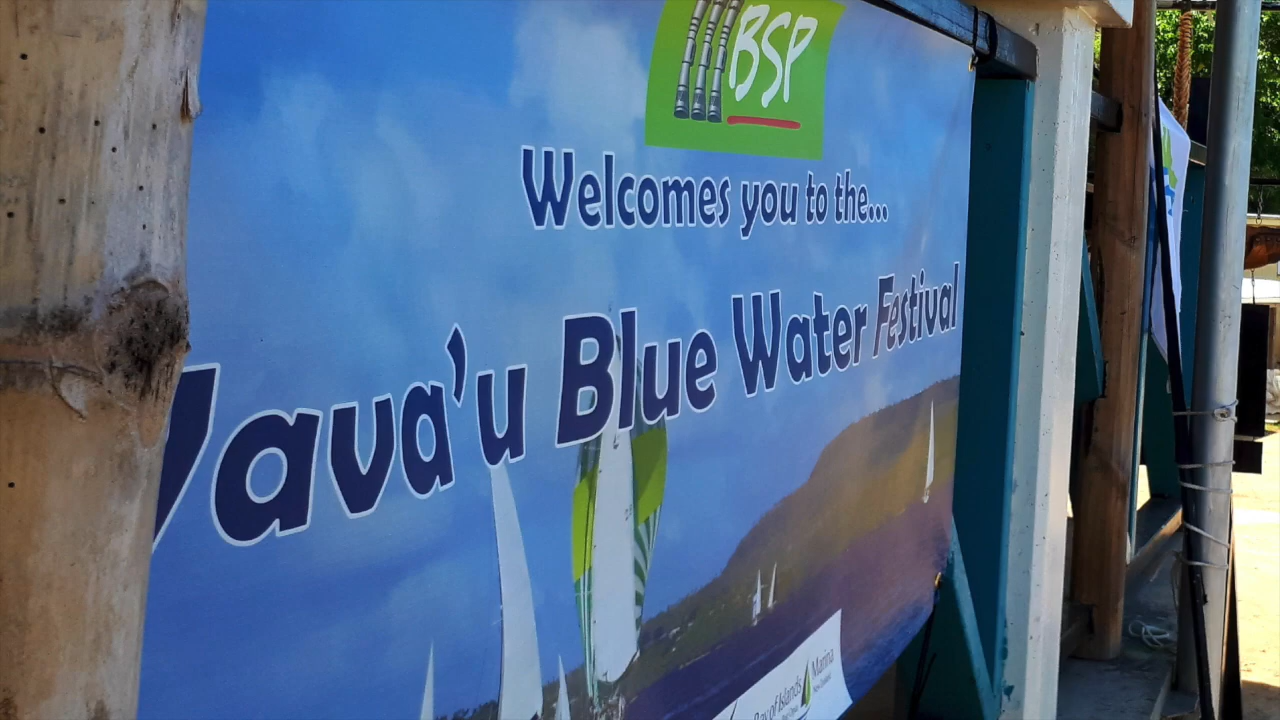 BSP
Welcomes you to the...
Vava'u Blue Water Festival
Bay of Islands
Marina